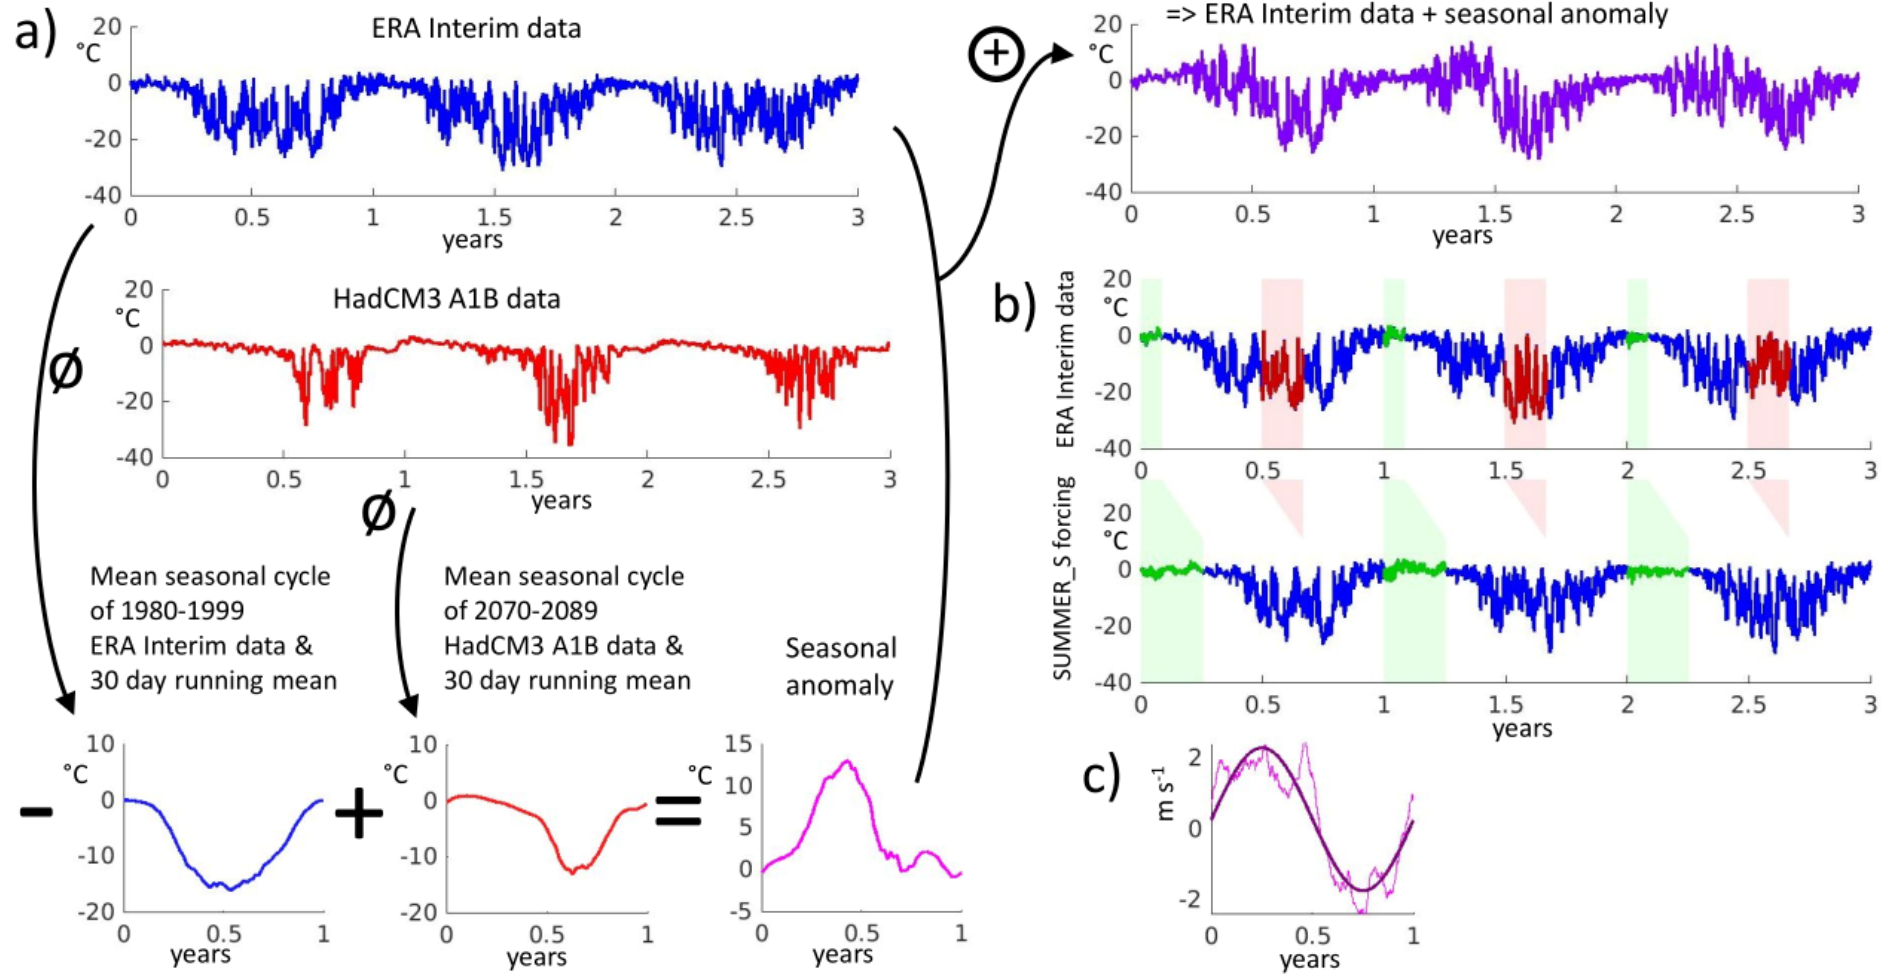 a)
ERA Interim data
20
°C
0
-20
-40
0 0.5 1 1.5 2 2.5 3
years
+
=> ERA Interim data + seasonal anomaly
20
°C
0
-20
-40
0 0.5 1 1.5 2 2.5 3
years
HadCM3 A1B data
20
°C
0
-20
-40
0 0.5 1 1.5 2 2.5 3
years
Ø
Ø
Mean seasonal cycle
of 1980-1999
ERA Interim data &
30 day running mean
Mean seasonal cycle
of 2070-2089
HadCM3 A1B data &
30 day running mean
Seasonal
anomaly
-
10
°C
0
-10
-20
0 0.5 1
years
+
10
°C
0
-10
-20
0 0.5 1
years
=
15
°C
10
5
0
-5
0 0.5 1
years
b)
ERA Interim data
20
°C
0
-20
-40
0 0.5 1 1.5 2 2.5 3
SUMMER_S forcing
20
°C
0
-20
-40
0 0.5 1 1.5 2 2.5 3
years
c)
m s-1
2
0
-2
0 0.5 1
years